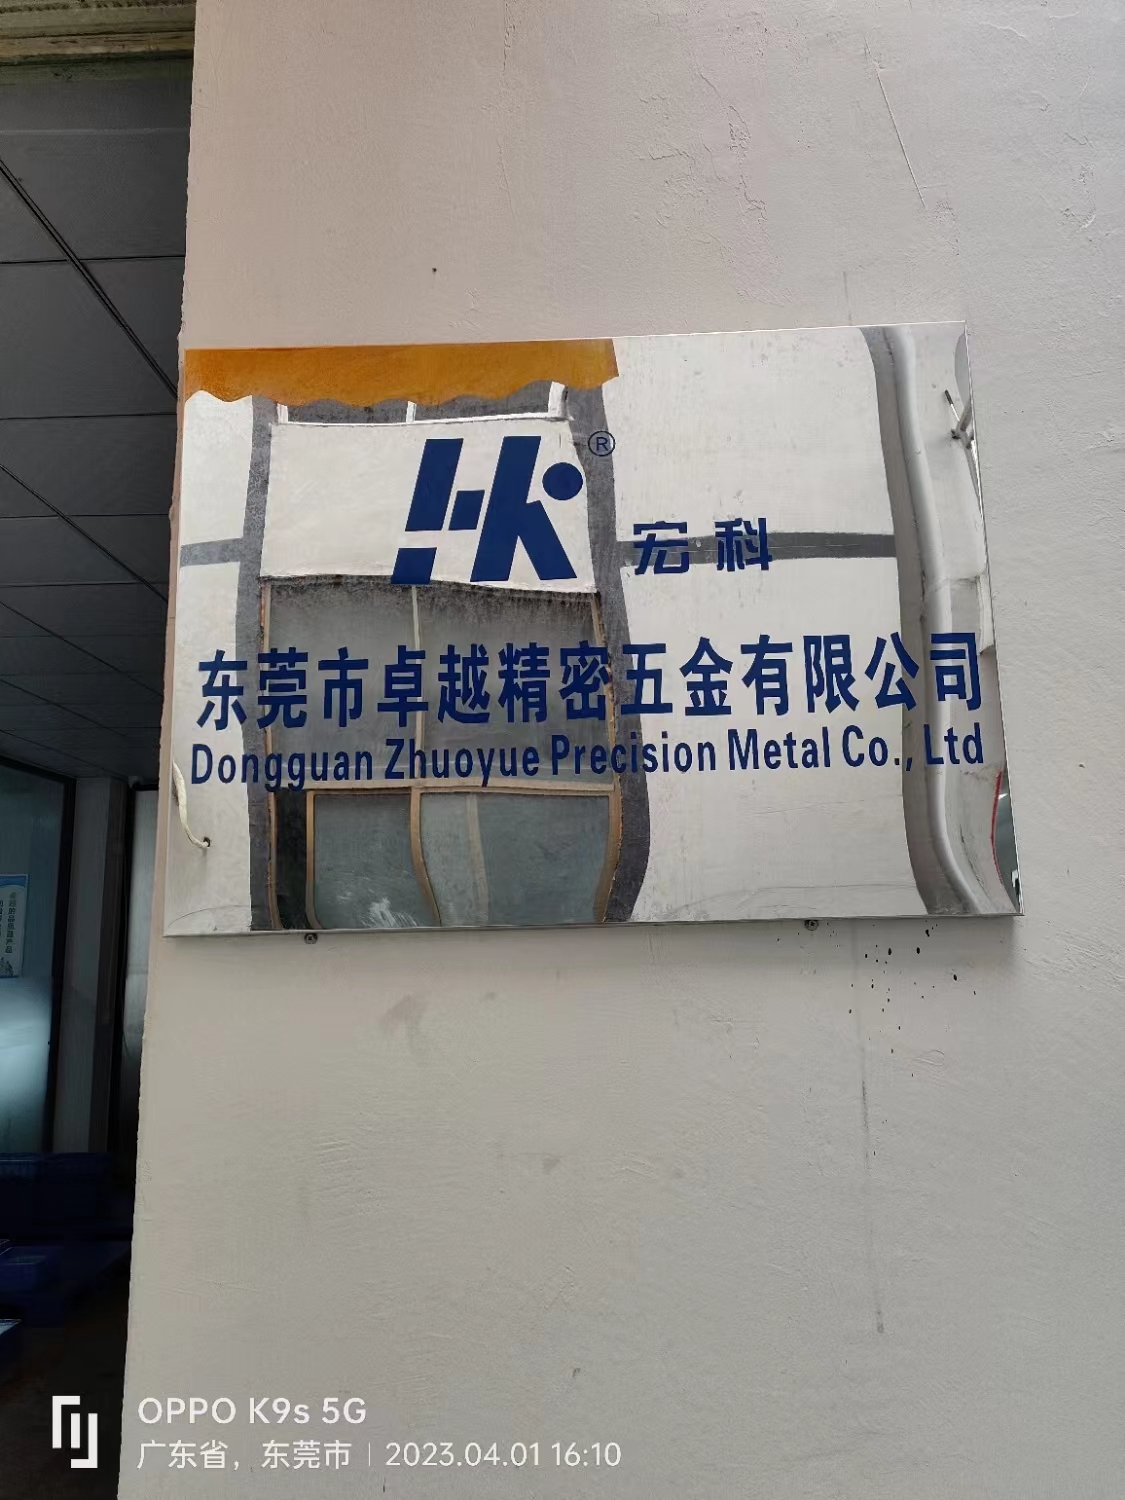 HK®
宏科
东莞市卓越精密五金有限公司
Dongguan Zhuoyue Precision Metal Co., Ltd
OPPO K9s 5G
广东省，东莞市 | 2023.04.01 16:10